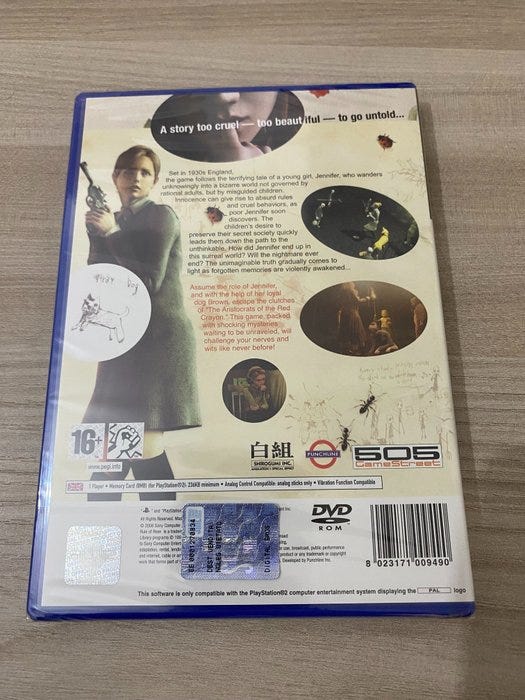 A story too cruel — too beautiful — to go untold...
Set in 1930s England,
the game follows the terrifying tale of a young girl, Jennifer, who wanders
unknowingly into a bizarre world not governed by
rational adults, but by misguided children.
Innocence can give rise to absurd rules
and cruel behaviors, as
poor Jennifer soon
discovers. The
children's desire to
preserve their secret society quickly
leads them down the path to the
unthinkable. How did Jennifer end up in
this surreal world? Will the nightmare ever
end? The unimaginable truth gradually comes to
light as forgotten memories are violently awakened...
Assume the role of Jennifer,
and with the help of her loyal
dog Brown, escape the clutches of
"The Aristocrats of the Red
Crayon." This game, packed
with shocking mysteries
waiting to be unraveled, will
challenge your nerves and
wits like never before!
16+
www.pegi.info
白組
SHIROGUMI INC.
PUNCHLINE
505
GameStreet
1 Player • Memory Card (8MB) (for PlayStation®2): 236KB minimum • Analog Control Compatible: analog sticks only • Vibration Function Compatible
DVD
ROM
8 023171 009490
This software is only compatible with the PlayStation®2 computer entertainment system displaying the PAL logo